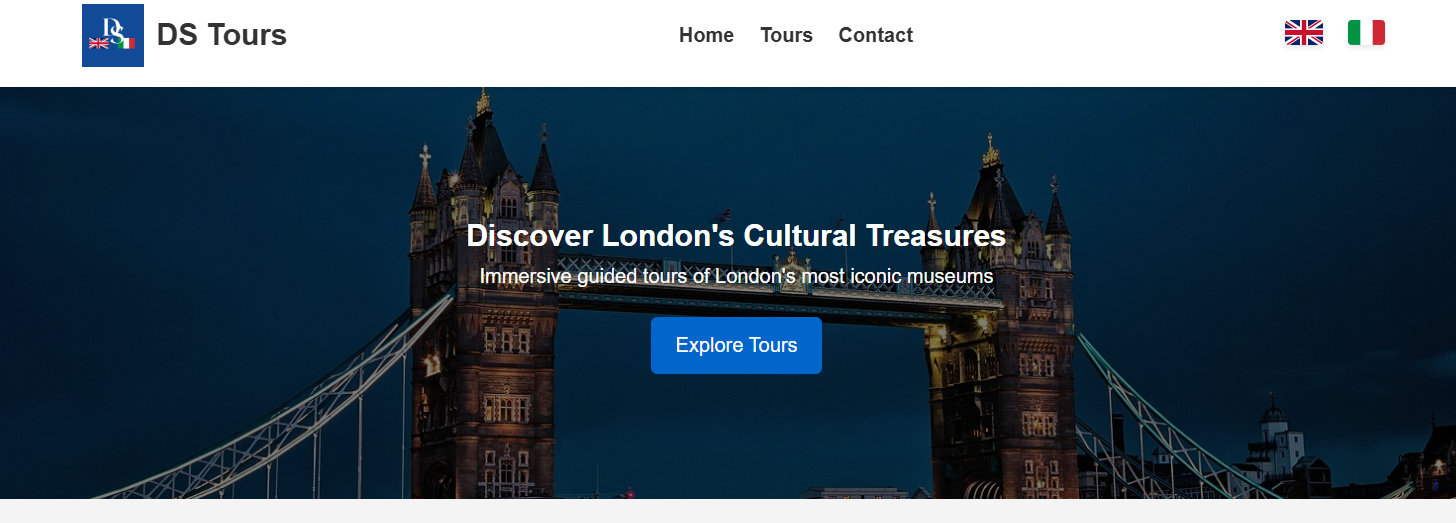 DS
DS Tours
Home Tours Contact
Discover London's Cultural Treasures
Immersive guided tours of London's most iconic museums
Explore Tours